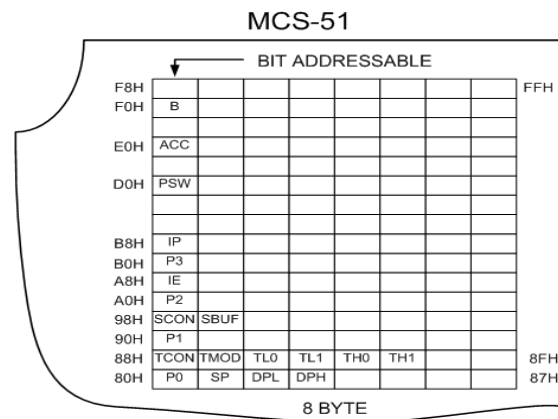 MCS-51
BIT ADDRESSABLE
F8H FFH
F0H B
E0H ACC
D0H PSW
B8H IP
B0H P3
A8H IE
A0H P2
98H SCON SBUF
90H P1
88H TCON TMOD TL0 TL1 TH0 TH1 8FH
80H P0 SP DPL DPH 87H
8 BYTE